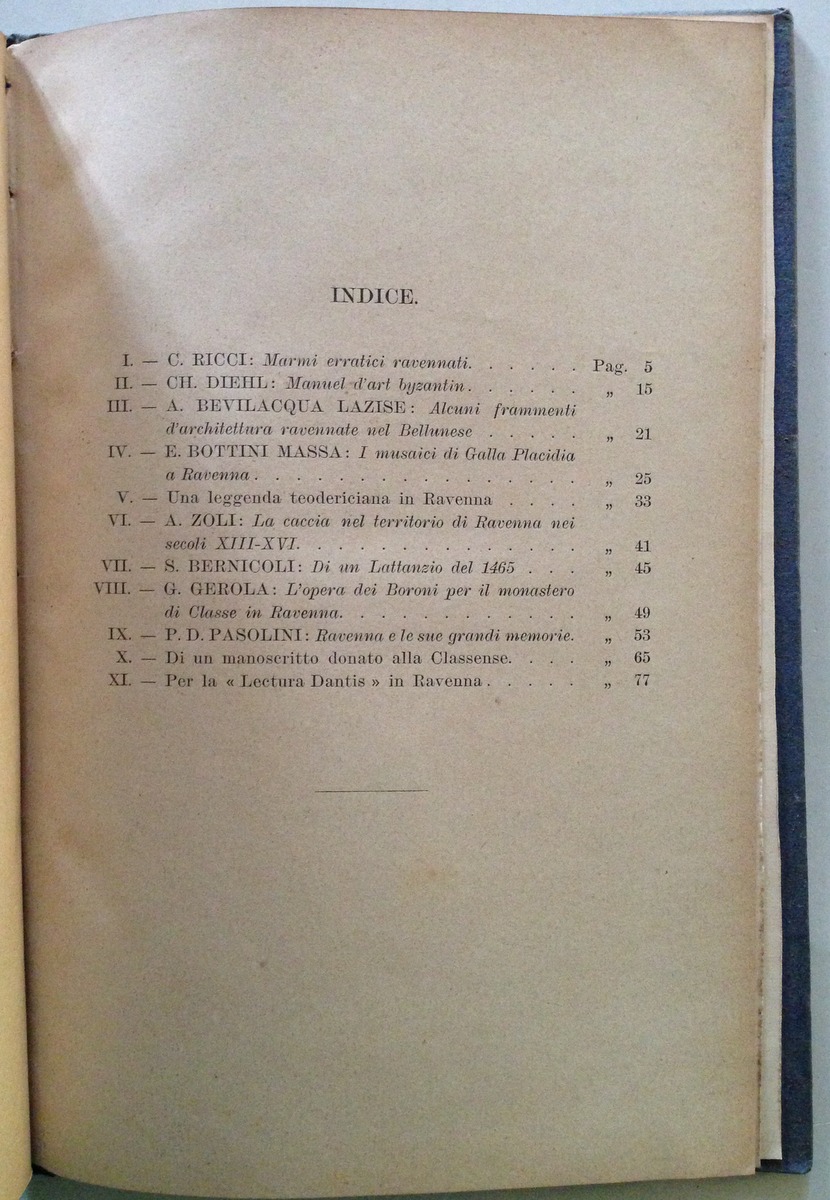 INDICE.
I. — C. RICCI: Marmi erratici ravennati. . . . . . Pag. 5
II. — CH. DIEHL: Manuel d'art byzantin. . . . . . „ 15
III. — A. BEVILACQUA LAZISE: Alcuni frammenti
d'architettura ravennate nel Bellunese . . . . . „ 21
IV. — E. BOTTINI MASSA: I musaici di Galla Placidia
a Ravenna . . . . . . . . . . . . . . . . „ 25
V. — Una leggenda teodericiana in Ravenna . . . . „ 33
VI. — A. ZOLI: La caccia nel territorio di Ravenna nei
secoli XIII-XVI. . . . . . . . . . . . . . „ 41
VII. — S. BERNICOLI: Di un Lattanzio del 1465 . . . „ 45
VIII. — G. GEROLA: L'opera dei Boroni per il monastero
di Classe in Ravenna. . . . . . . . . . . . „ 49
IX. — P. D. PASOLINI: Ravenna e le sue grandi memorie. „ 53
X. — Di un manoscritto donato alla Classense. . . . „ 65
XI. — Per la « Lectura Dantis » in Ravenna . . . . . „ 77